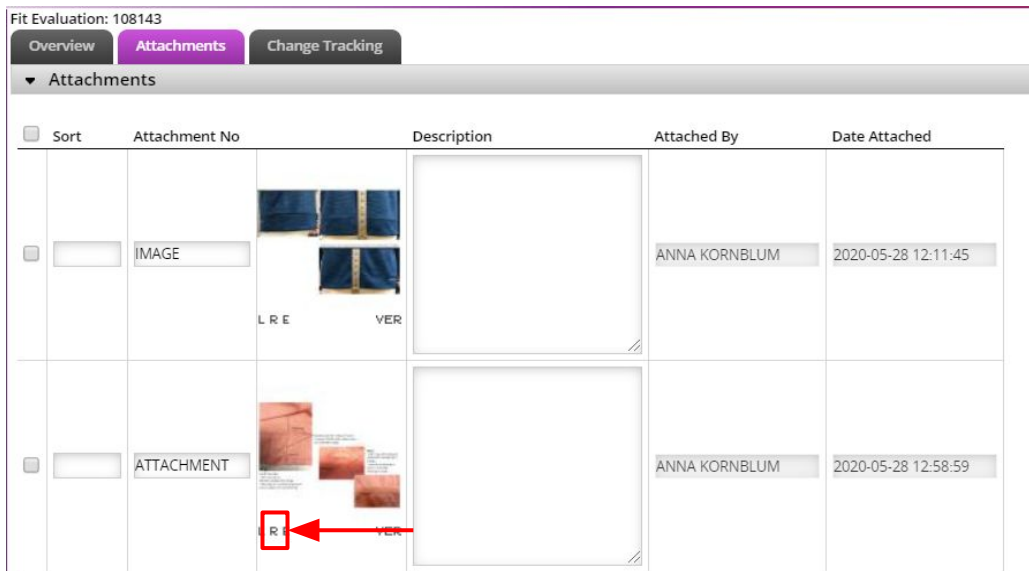 Fit Evaluation: 108143
Overview Attachments Change Tracking
Attachments
Sort Attachment No Description Attached By Date Attached
IMAGE ANNA KORNBLUM 2020-05-28 12:11:45
L R E VER
ATTACHMENT ANNA KORNBLUM 2020-05-28 12:58:59
L R E VER